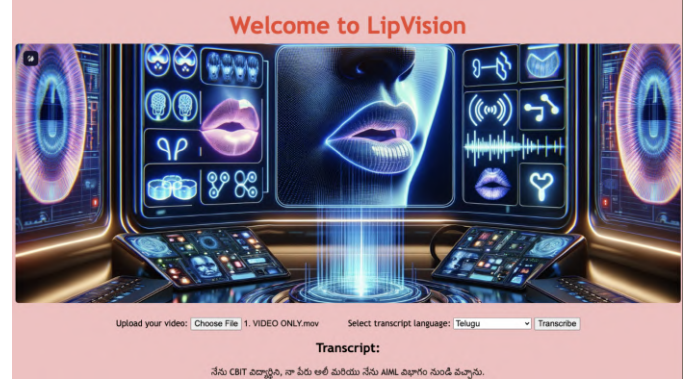 Welcome to LipVision
Upload your video: Choose File 1. VIDEO ONLY.mov Select transcript language: Telugu Transcribe
Transcript:
నేను CBIT విద్యార్థిని, నా పేరు అలీ మరియు నేను AIML విభాగం నుండి వచ్చాను.